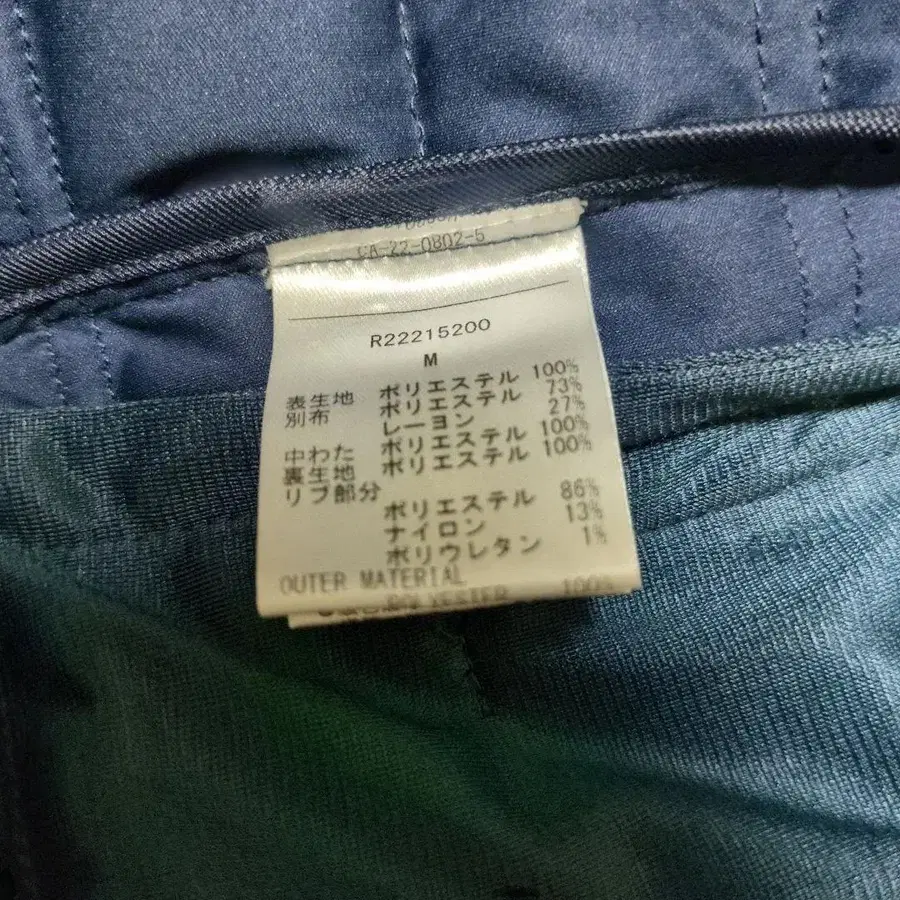 CA-22-0802-5
R22215200
M
表生地 ポリエステル 100%
別布 ポリエステル 73%
レーヨン 27%
中わた ポリエステル 100%
裏生地 ポリエステル 100%
リブ部分
ポリエステル 86%
ナイロン 13%
ポリウレタン 1%
OUTER MATERIAL
POLYESTER 100%